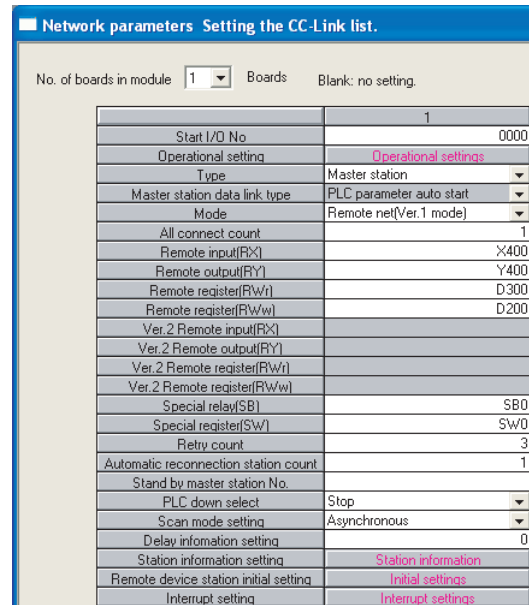 Network parameters Setting the CC-Link list.
No. of boards in module 1 Boards Blank: no setting.
1
Start I/O No 0000
Operational setting Operational settings
Type Master station
Master station data link type PLC parameter auto start
Mode Remote net(Ver.1 mode)
All connect count 1
Remote input(RX) X400
Remote output(RY) Y400
Remote register(RWr) D300
Remote register(RWw) D200
Ver.2 Remote input(RX)
Ver.2 Remote output(RY)
Ver.2 Remote register(RWr)
Ver.2 Remote register(RWw)
Special relay(SB) SB0
Special register(SW) SW0
Retry count 3
Automatic reconnection station count 1
Stand by master station No.
PLC down select Stop
Scan mode setting Asynchronous
Delay infomation setting 0
Station information setting Station information
Remote device station initial setting Initial settings
Interrupt setting Interrupt settings